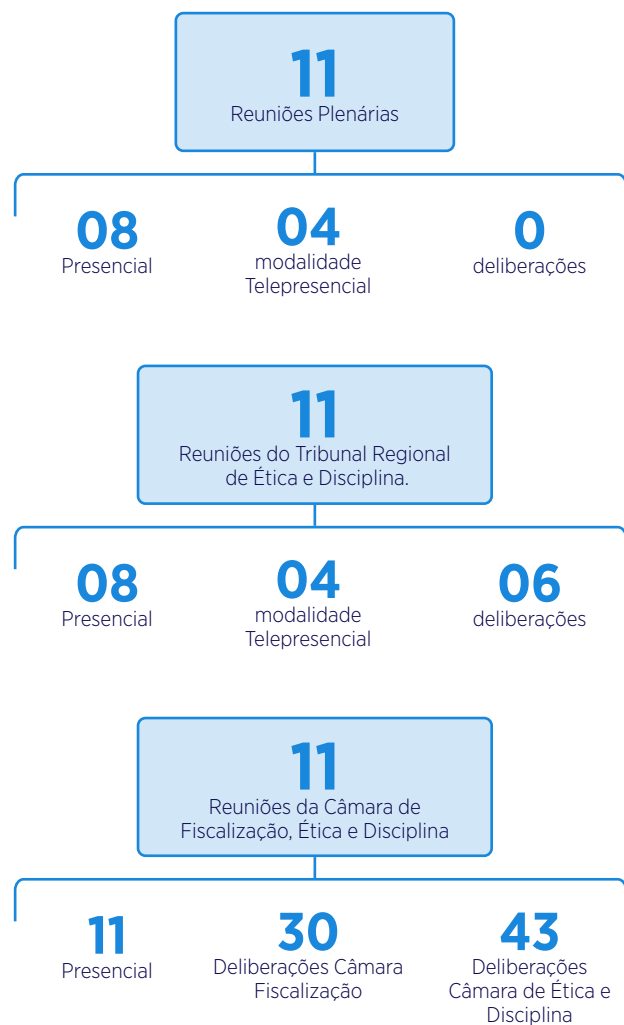 11
Reuniões Plenárias
08
Presencial
04
modalidade
Telepresencial
0
deliberações
11
Reuniões do Tribunal Regional
de Ética e Disciplina.
08
Presencial
04
modalidade
Telepresencial
06
deliberações
11
Reuniões da Câmara de
Fiscalização, Ética e Disciplina
11
Presencial
30
Deliberações Câmara
Fiscalização
43
Deliberações
Câmara de Ética e
Disciplina